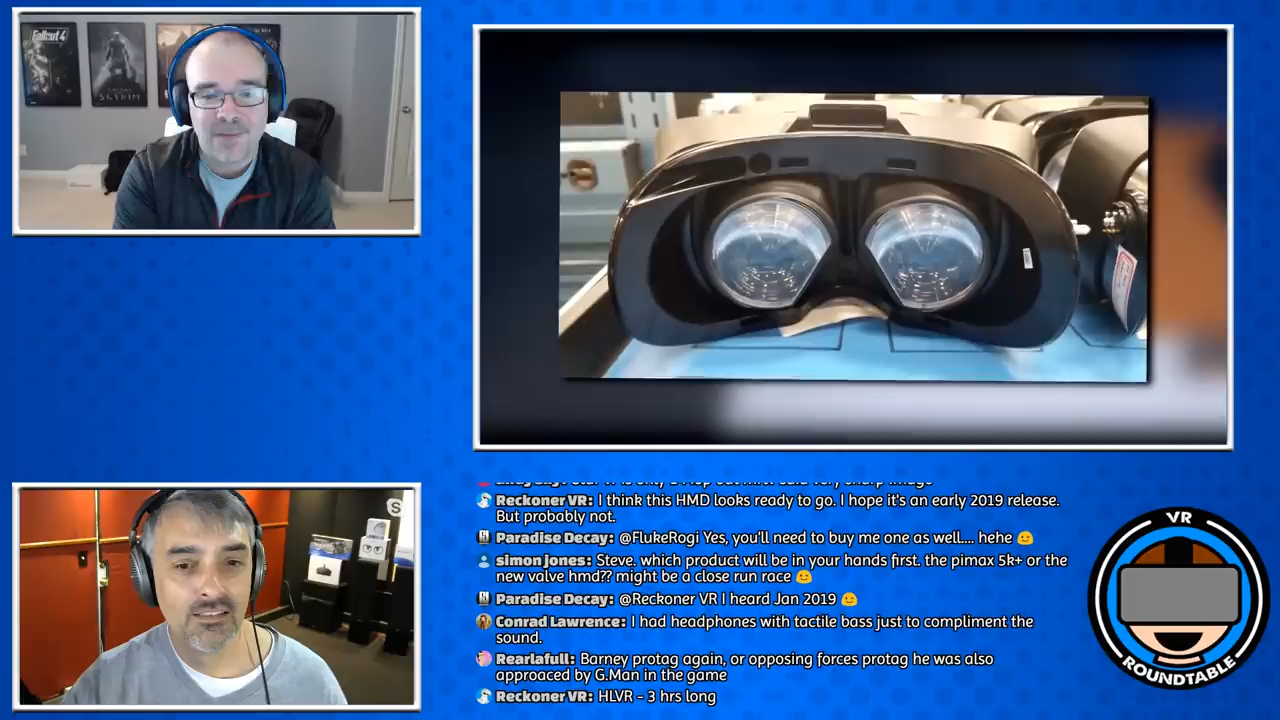 Fallout 4
SKYRIM
Reckoner VR: I think this HMD looks ready to go. I hope it's an early 2019 release.
But probably not.
Paradise Decay: @FlukeRogi Yes, you'll need to buy me one as well.... hehe
simon jones: Steve. which product will be in your hands first. the pimax 5k+ or the
new valve hmd?? might be a close run race
Paradise Decay: @Reckoner VR I heard Jan 2019
Conrad Lawrence: I had headphones with tactile bass just to compliment the
sound.
Rearlafull: Barney protag again, or opposing forces protag he was also
approaced by G.Man in the game
Reckoner VR: HLVR - 3 hrs long
VR
ROUNDTABLE